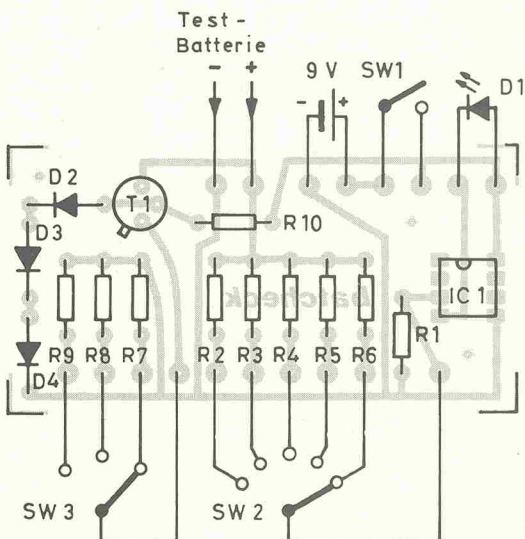 Test-
Batterie
- +
9 V
SW1
- +
D1
D2
T1
R10
D3
batcheck
IC 1
R9 R8 R7 R2 R3 R4 R5 R6 R1
D4
SW 3
SW 2